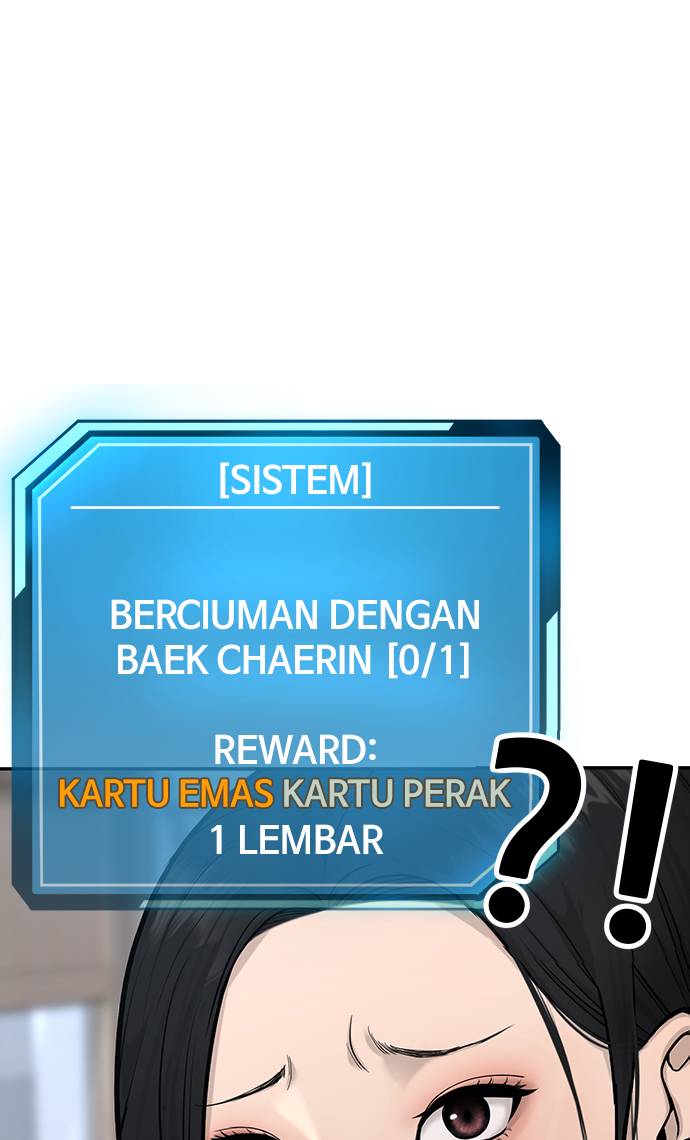 [SISTEM]
BERCIUMAN DENGAN
BAEK CHAERIN [0/1]
REWARD:
KARTU EMAS KARTU PERAK
1 LEMBAR
?!